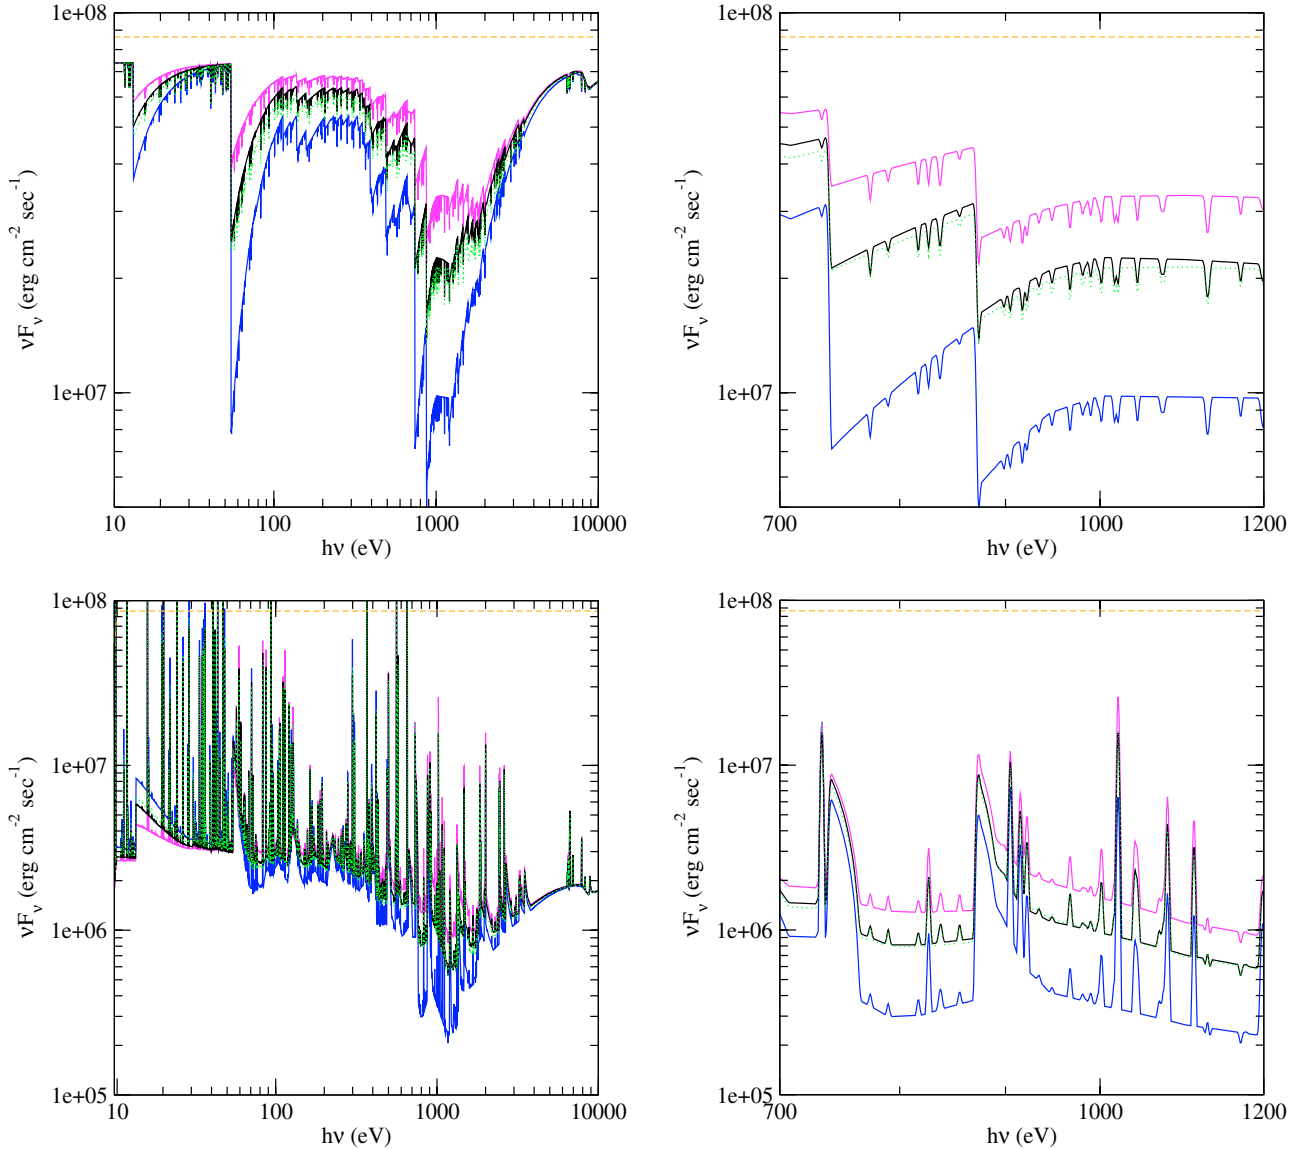 1e+08
1e+07
νF_ν (erg cm⁻² sec⁻¹)
10 100 1000 10000
hν (eV)
1e+08
1e+07
νF_ν (erg cm⁻² sec⁻¹)
700 1000 1200
hν (eV)
1e+08
1e+07
1e+06
1e+05
νF_ν (erg cm⁻² sec⁻¹)
10 100 1000 10000
hν (eV)
1e+08
1e+07
1e+06
1e+05
νF_ν (erg cm⁻² sec⁻¹)
700 1000 1200
hν (eV)